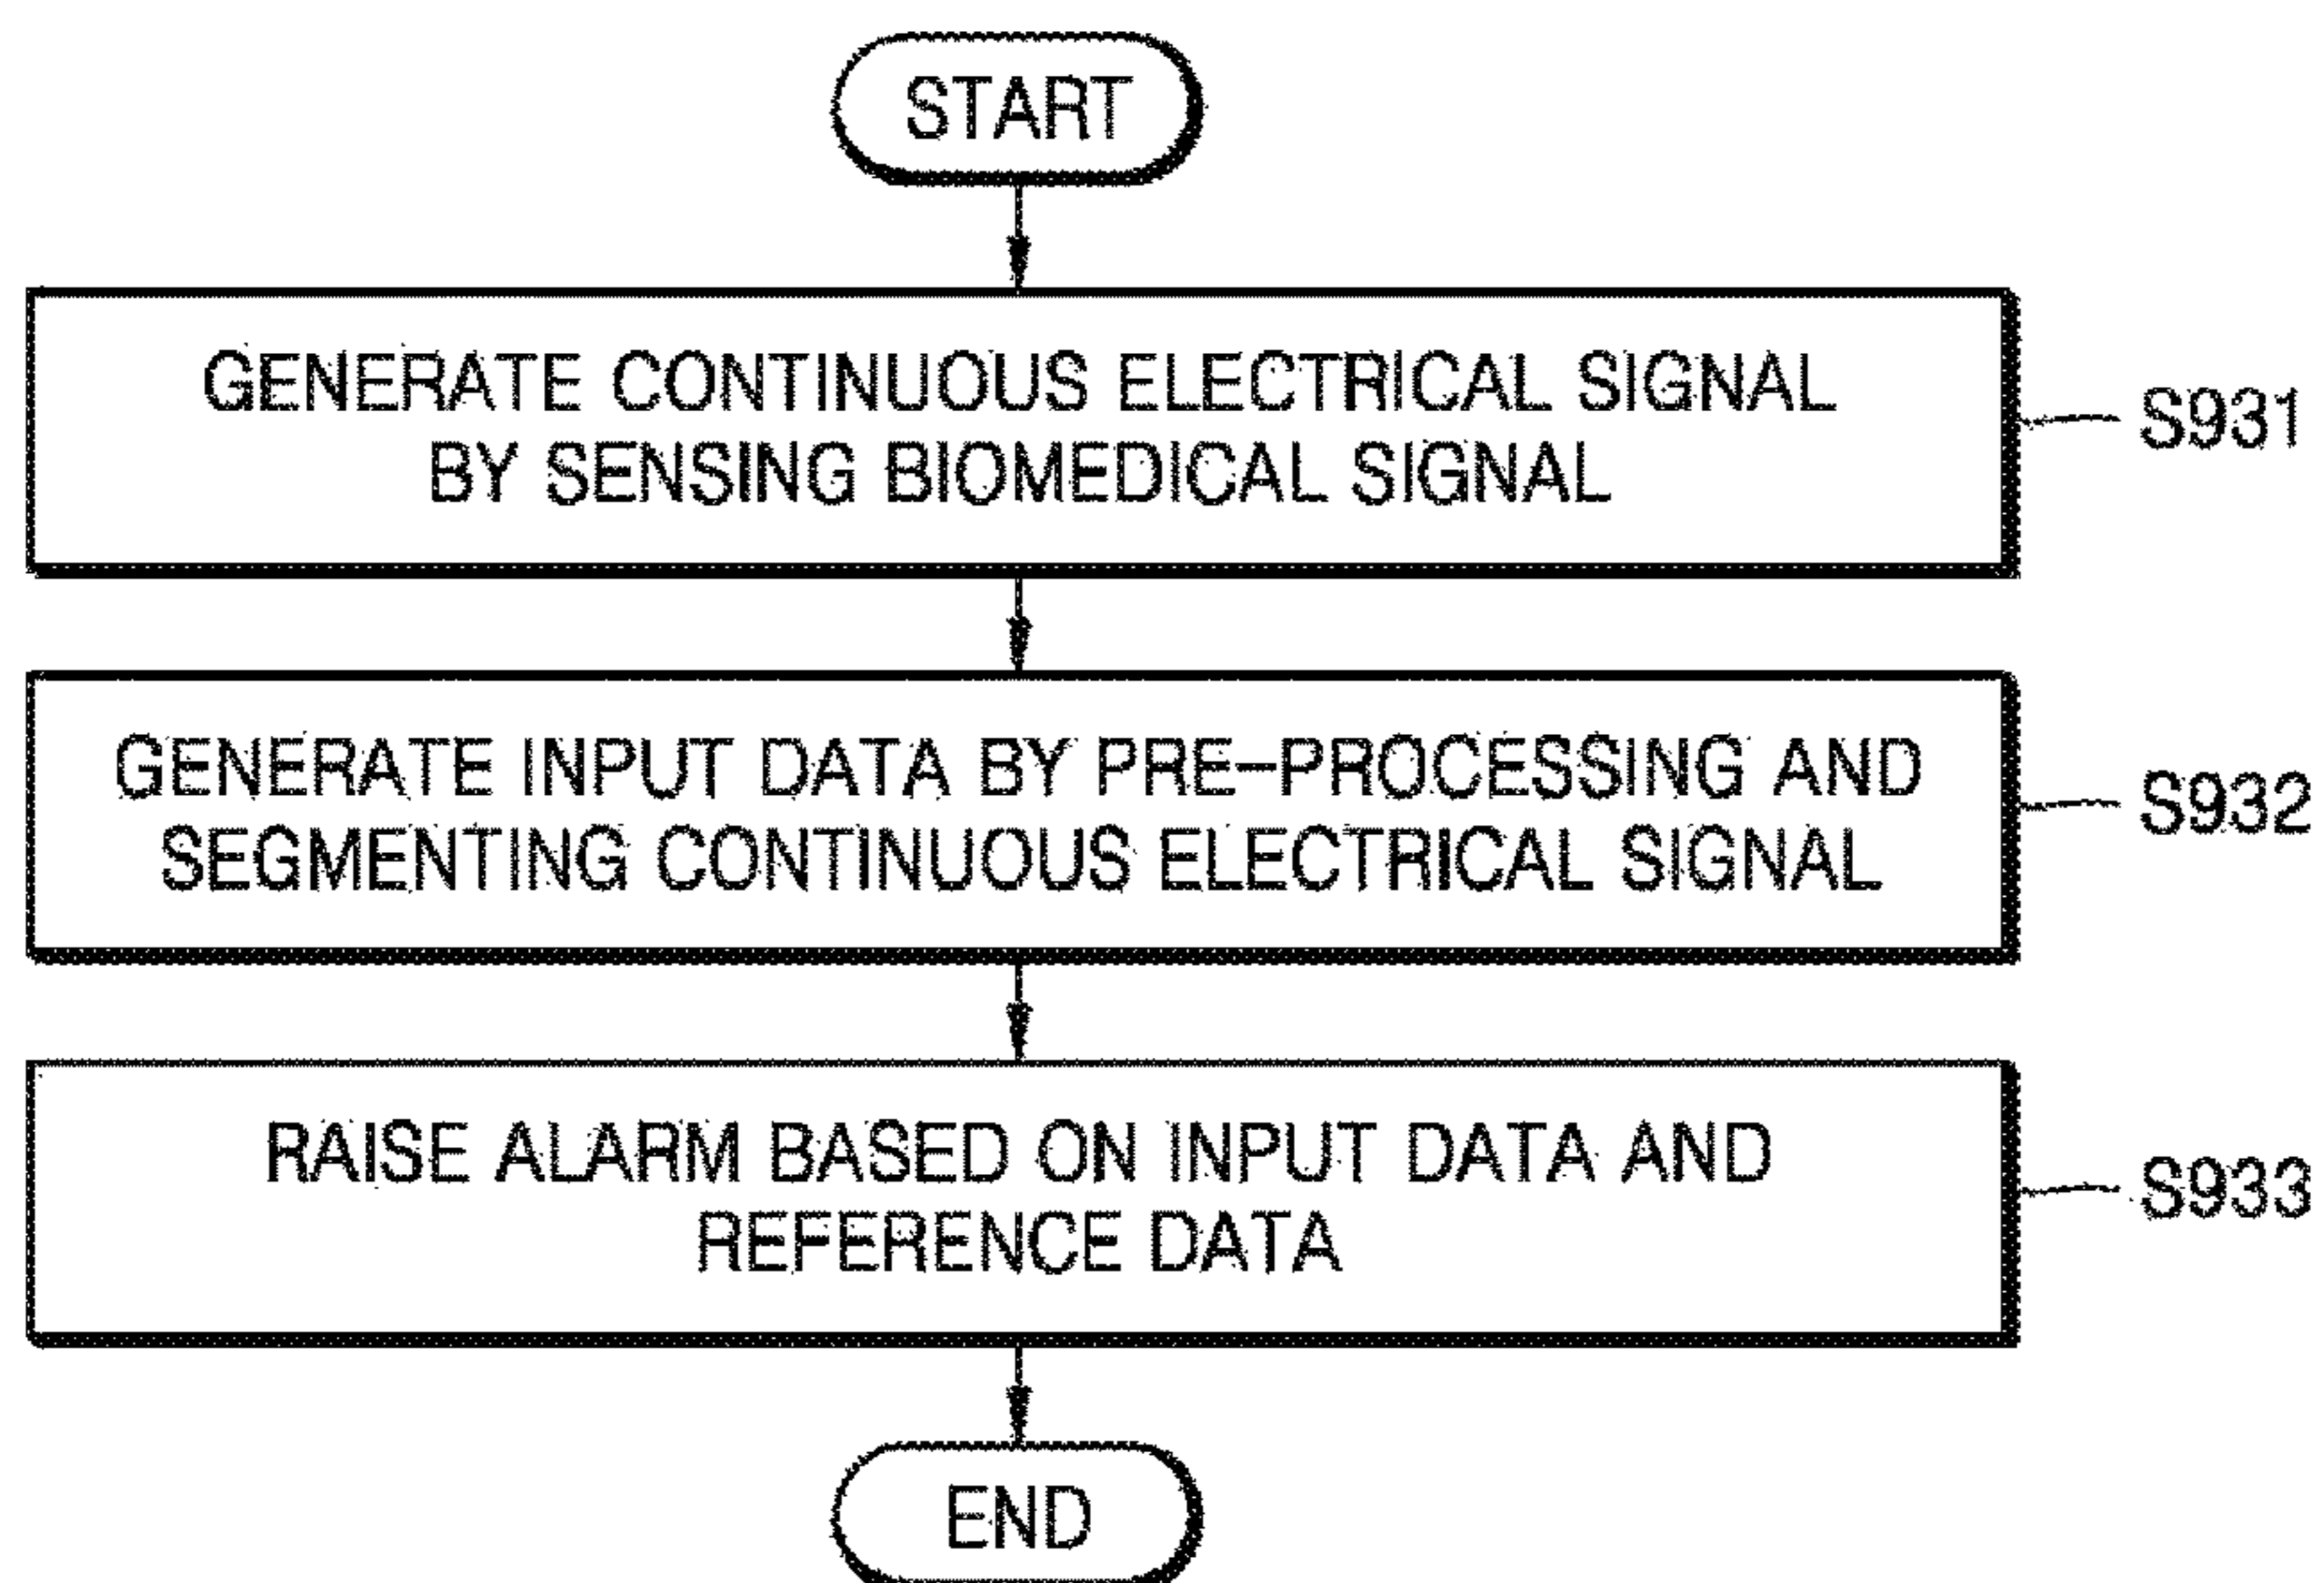 START
GENERATE CONTINUOUS ELECTRICAL SIGNAL
BY SENSING BIOMEDICAL SIGNAL
S931
GENERATE INPUT DATA BY PRE-PROCESSING AND
SEGMENTING CONTINUOUS ELECTRICAL SIGNAL
S932
RAISE ALARM BASED ON INPUT DATA AND
REFERENCE DATA
S933
END